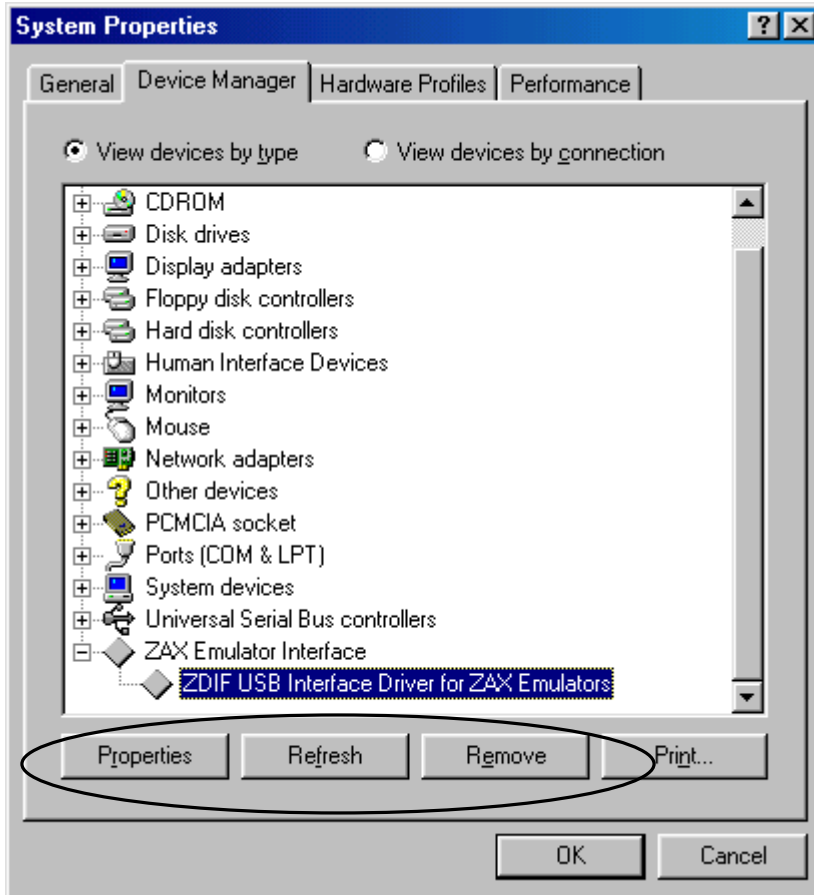 System Properties
General Device Manager Hardware Profiles Performance
View devices by type View devices by connection
CDROM
Disk drives
Display adapters
Floppy disk controllers
Hard disk controllers
Human Interface Devices
Monitors
Mouse
Network adapters
Other devices
PCMCIA socket
Ports (COM & LPT)
System devices
Universal Serial Bus controllers
ZAX Emulator Interface
ZDIF USB Interface Driver for ZAX Emulators
Properties Refresh Remove Print...
OK Cancel